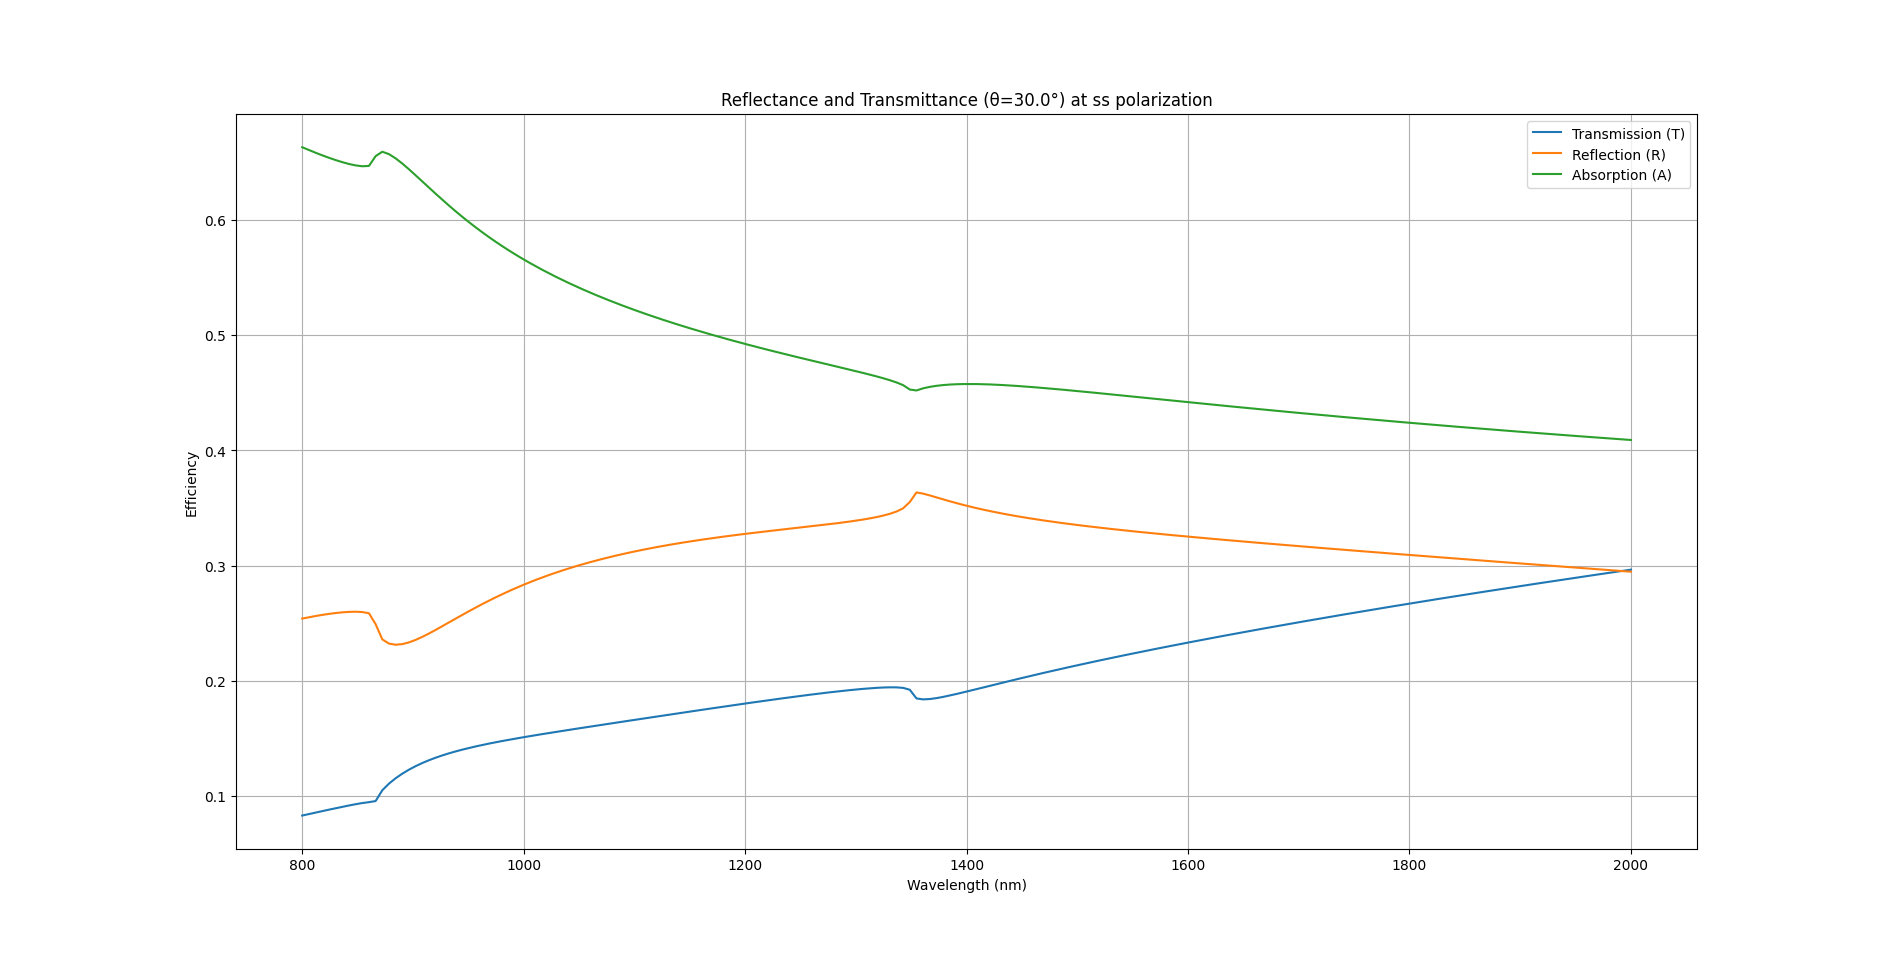 Reflectance and Transmittance (θ=30.0°) at ss polarization
Transmission (T)
Reflection (R)
Absorption (A)
Efficiency
0.6
0.5
0.4
0.3
0.2
0.1
800
1000
1200
1400
1600
1800
2000
Wavelength (nm)